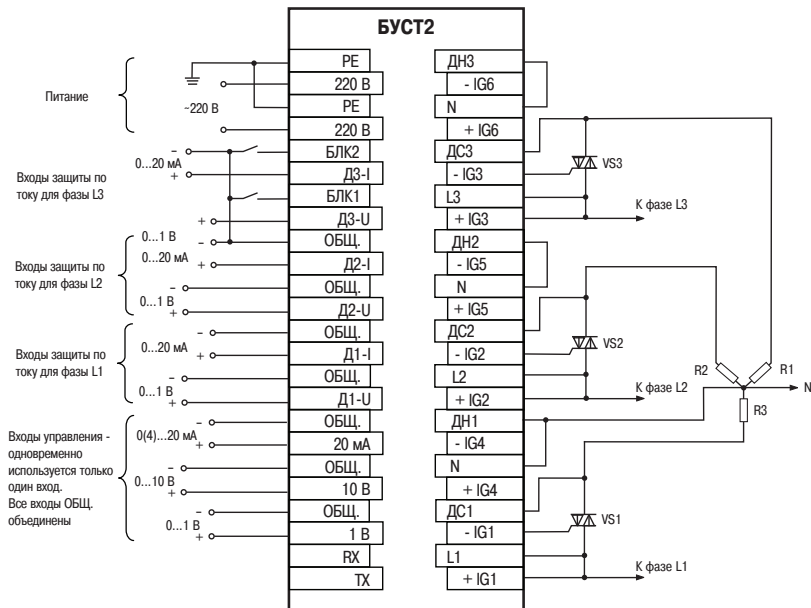 БУСТ2
Питание
~220 В
Входы защиты по
току для фазы L3
0...20 мА
-
+
Входы защиты по
току для фазы L2
0...1 В
+
-
0...20 мА
+
0...1 В
-
+
Входы защиты по
току для фазы L1
0...20 мА
-
+
0...1 В
-
+
Входы управления -
одновременно
используется только
один вход.
Все входы ОБЩ.
объединены
0(4)...20 мА
-
+
0...10 В
-
+
0...1 В
-
+
PE
220 В
PE
220 В
БЛК2
Д3-I
БЛК1
Д3-U
ОБЩ.
Д2-I
ОБЩ.
Д2-U
ОБЩ.
Д1-I
ОБЩ.
Д1-U
ОБЩ.
20 мА
ОБЩ.
10 В
ОБЩ.
1 В
RX
TX
ДН3
- IG6
N
+ IG6
ДС3
- IG3
L3
+ IG3
ДН2
- IG5
N
+ IG5
ДС2
- IG2
L2
+ IG2
ДН1
- IG4
N
+ IG4
ДС1
- IG1
L1
+ IG1
VS3
К фазе L3
VS2
К фазе L2
R2
R1
N
R3
VS1
К фазе L1